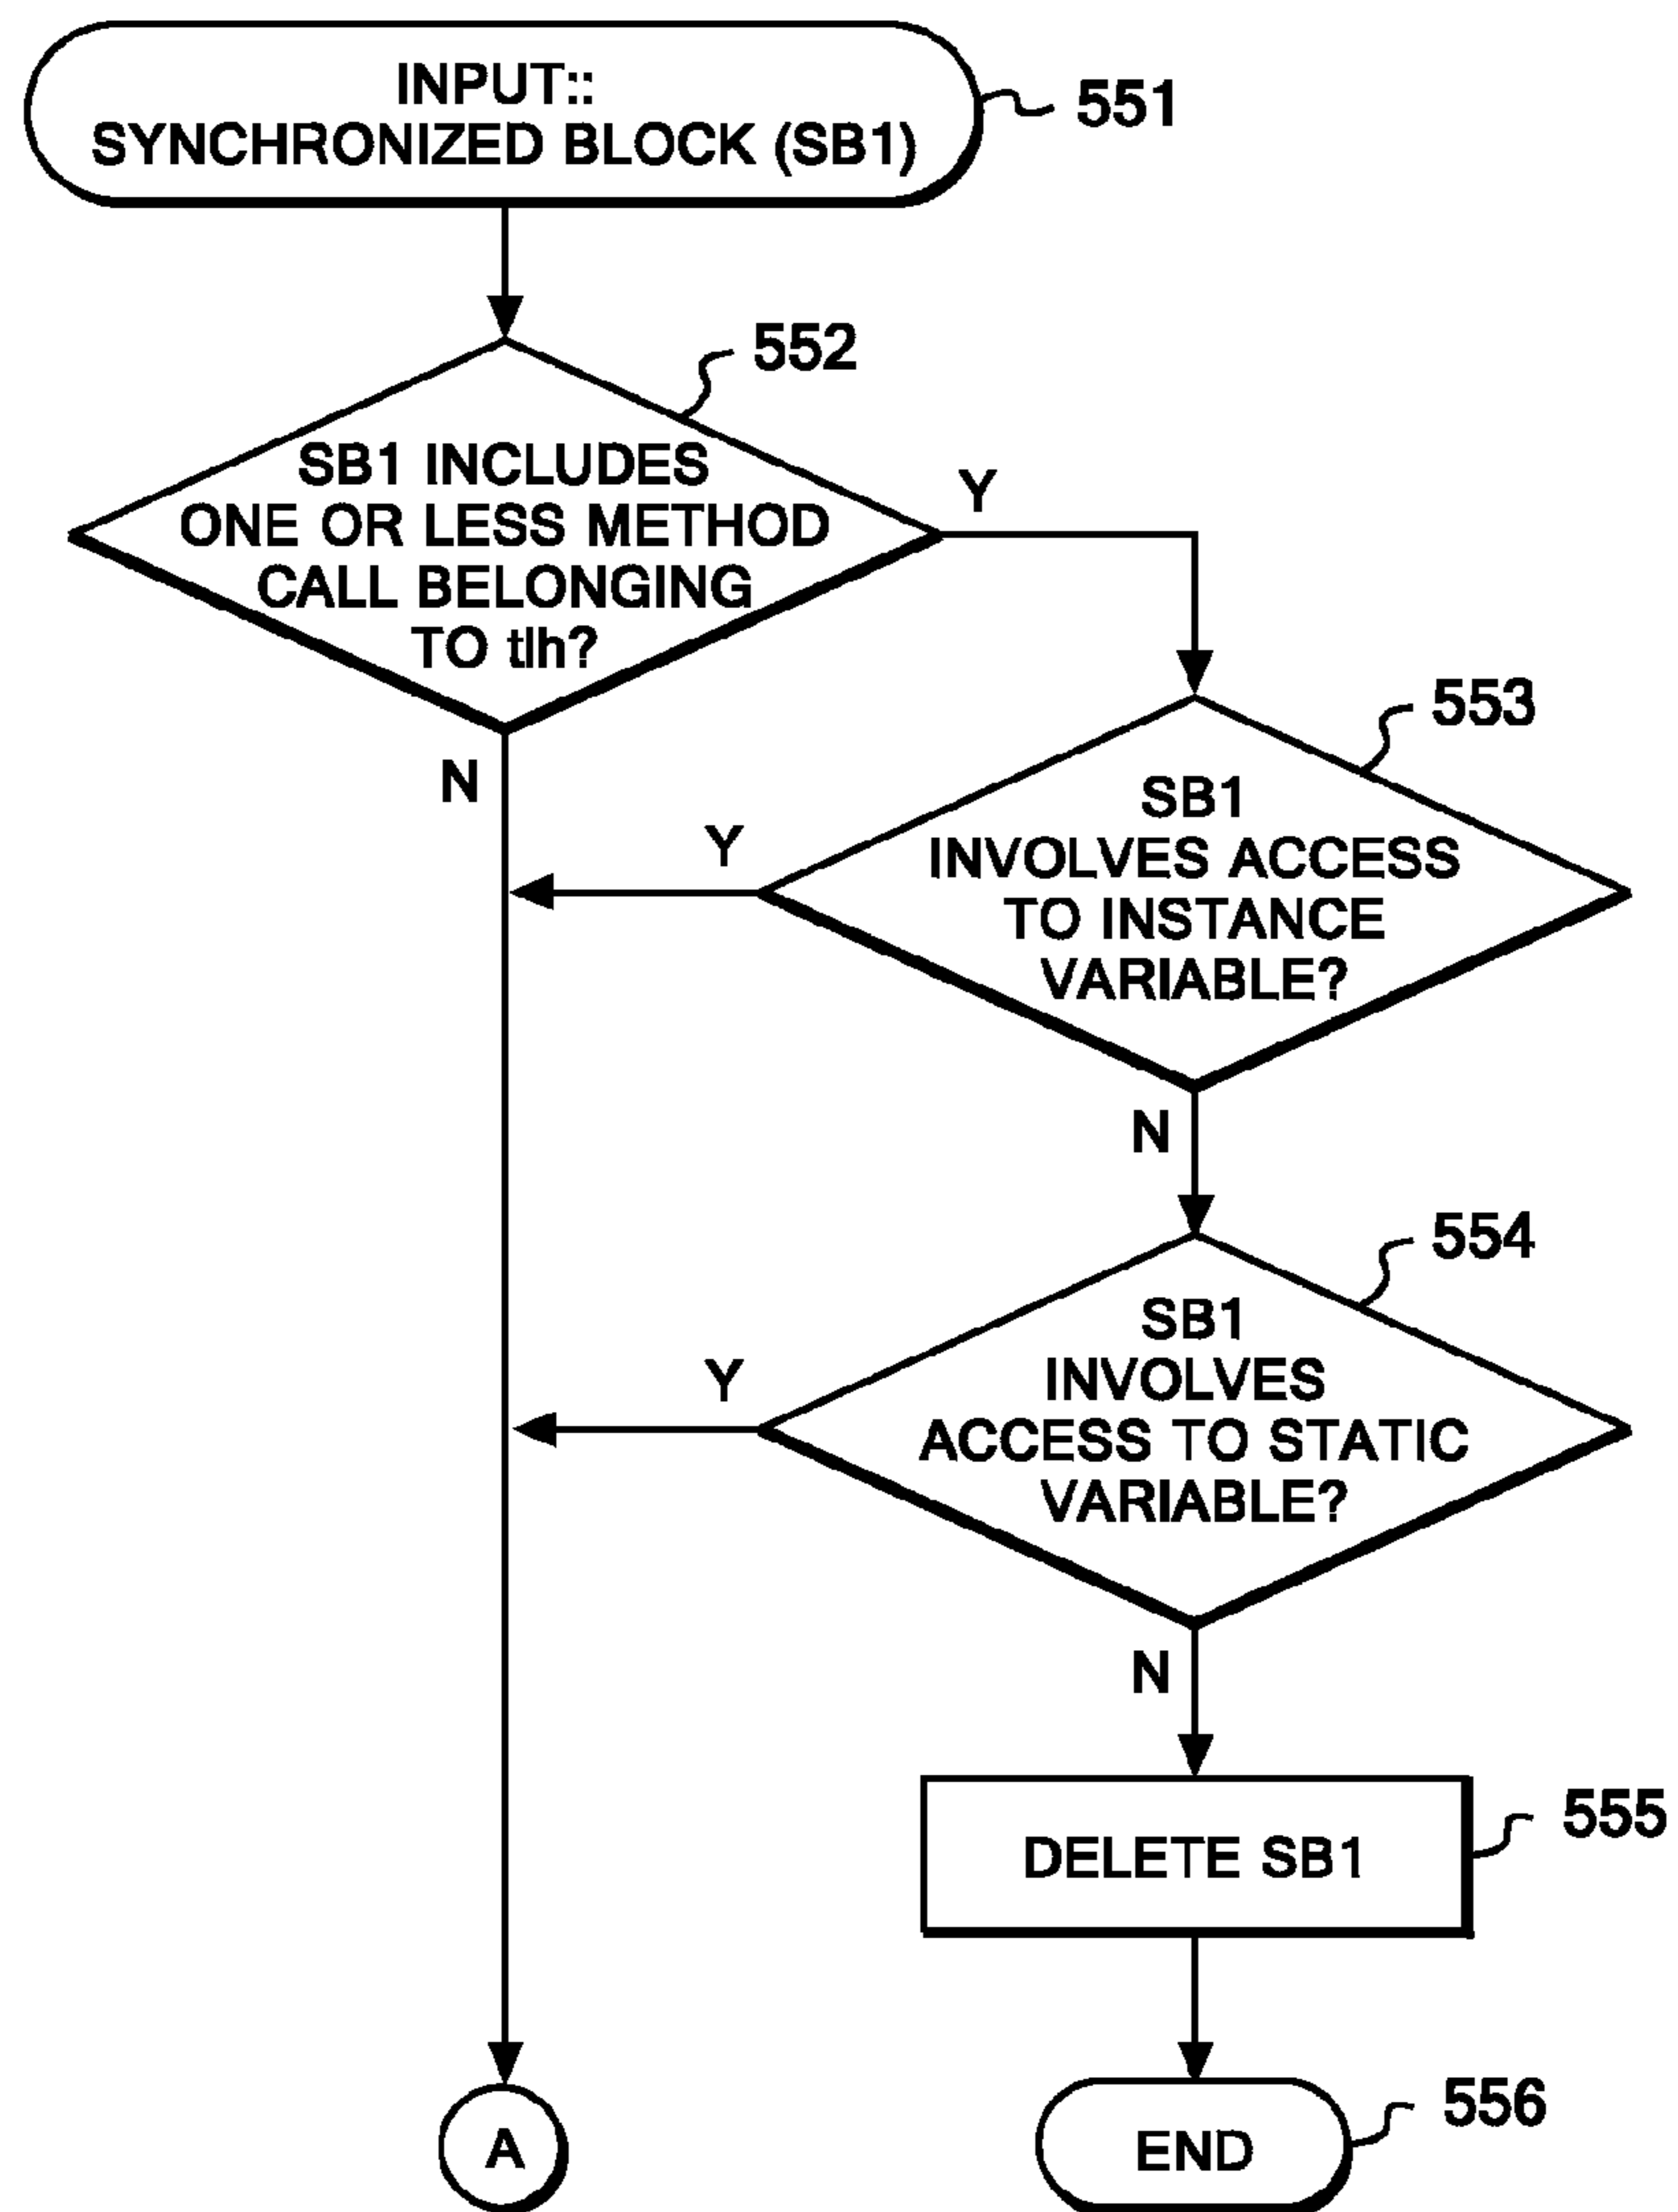 INPUT::
SYNCHRONIZED BLOCK (SB1)
551
552
SB1 INCLUDES
ONE OR LESS METHOD
CALL BELONGING
TO tlh?
Y
N
553
SB1
INVOLVES ACCESS
TO INSTANCE
VARIABLE?
Y
N
554
SB1
INVOLVES
ACCESS TO STATIC
VARIABLE?
Y
N
555
DELETE SB1
556
A
END